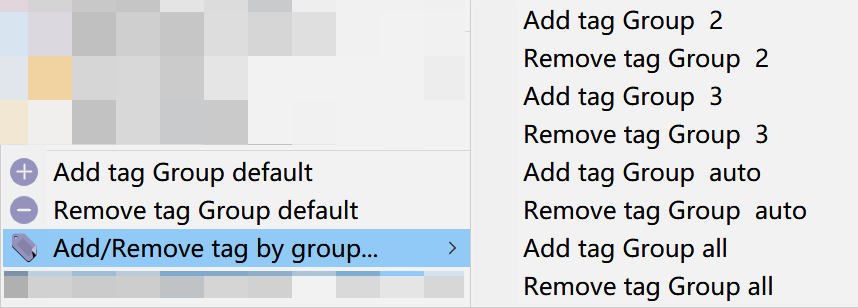 Add tag Group default
Remove tag Group default
Add/Remove tag by group...
Add tag Group  2
Remove tag Group  2
Add tag Group  3
Remove tag Group  3
Add tag Group  auto
Remove tag Group  auto
Add tag Group all
Remove tag Group all